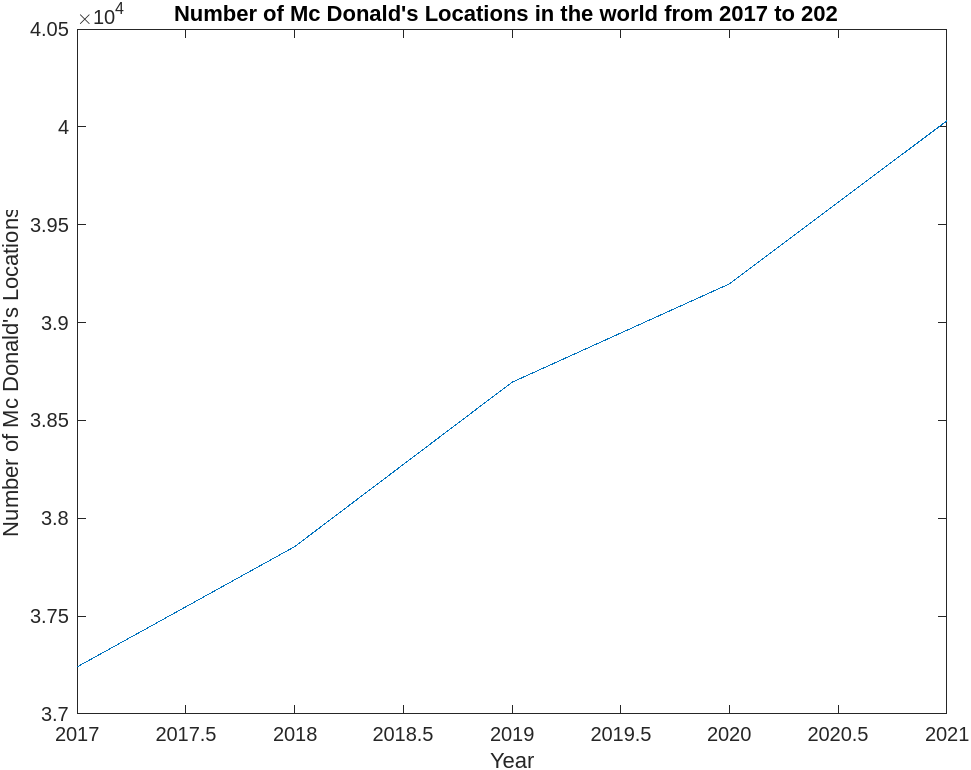 Number of Mc Donald's Locations in the world from 2017 to 202
×10^4
4.05
4
3.95
3.9
3.85
3.8
3.75
3.7
Number of Mc Donald's Locations
2017 2017.5 2018 2018.5 2019 2019.5 2020 2020.5 2021
Year